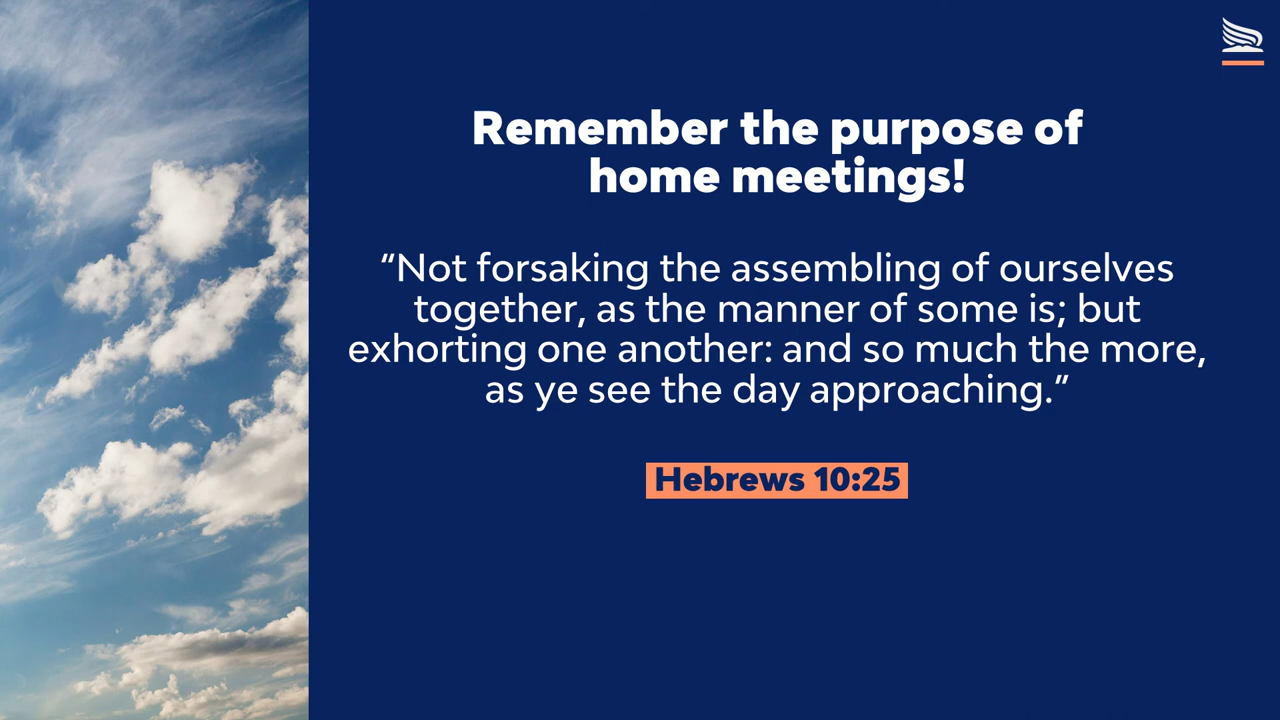 Remember the purpose of
home meetings!
“Not forsaking the assembling of ourselves
together, as the manner of some is; but
exhorting one another: and so much the more,
as ye see the day approaching.”
Hebrews 10:25